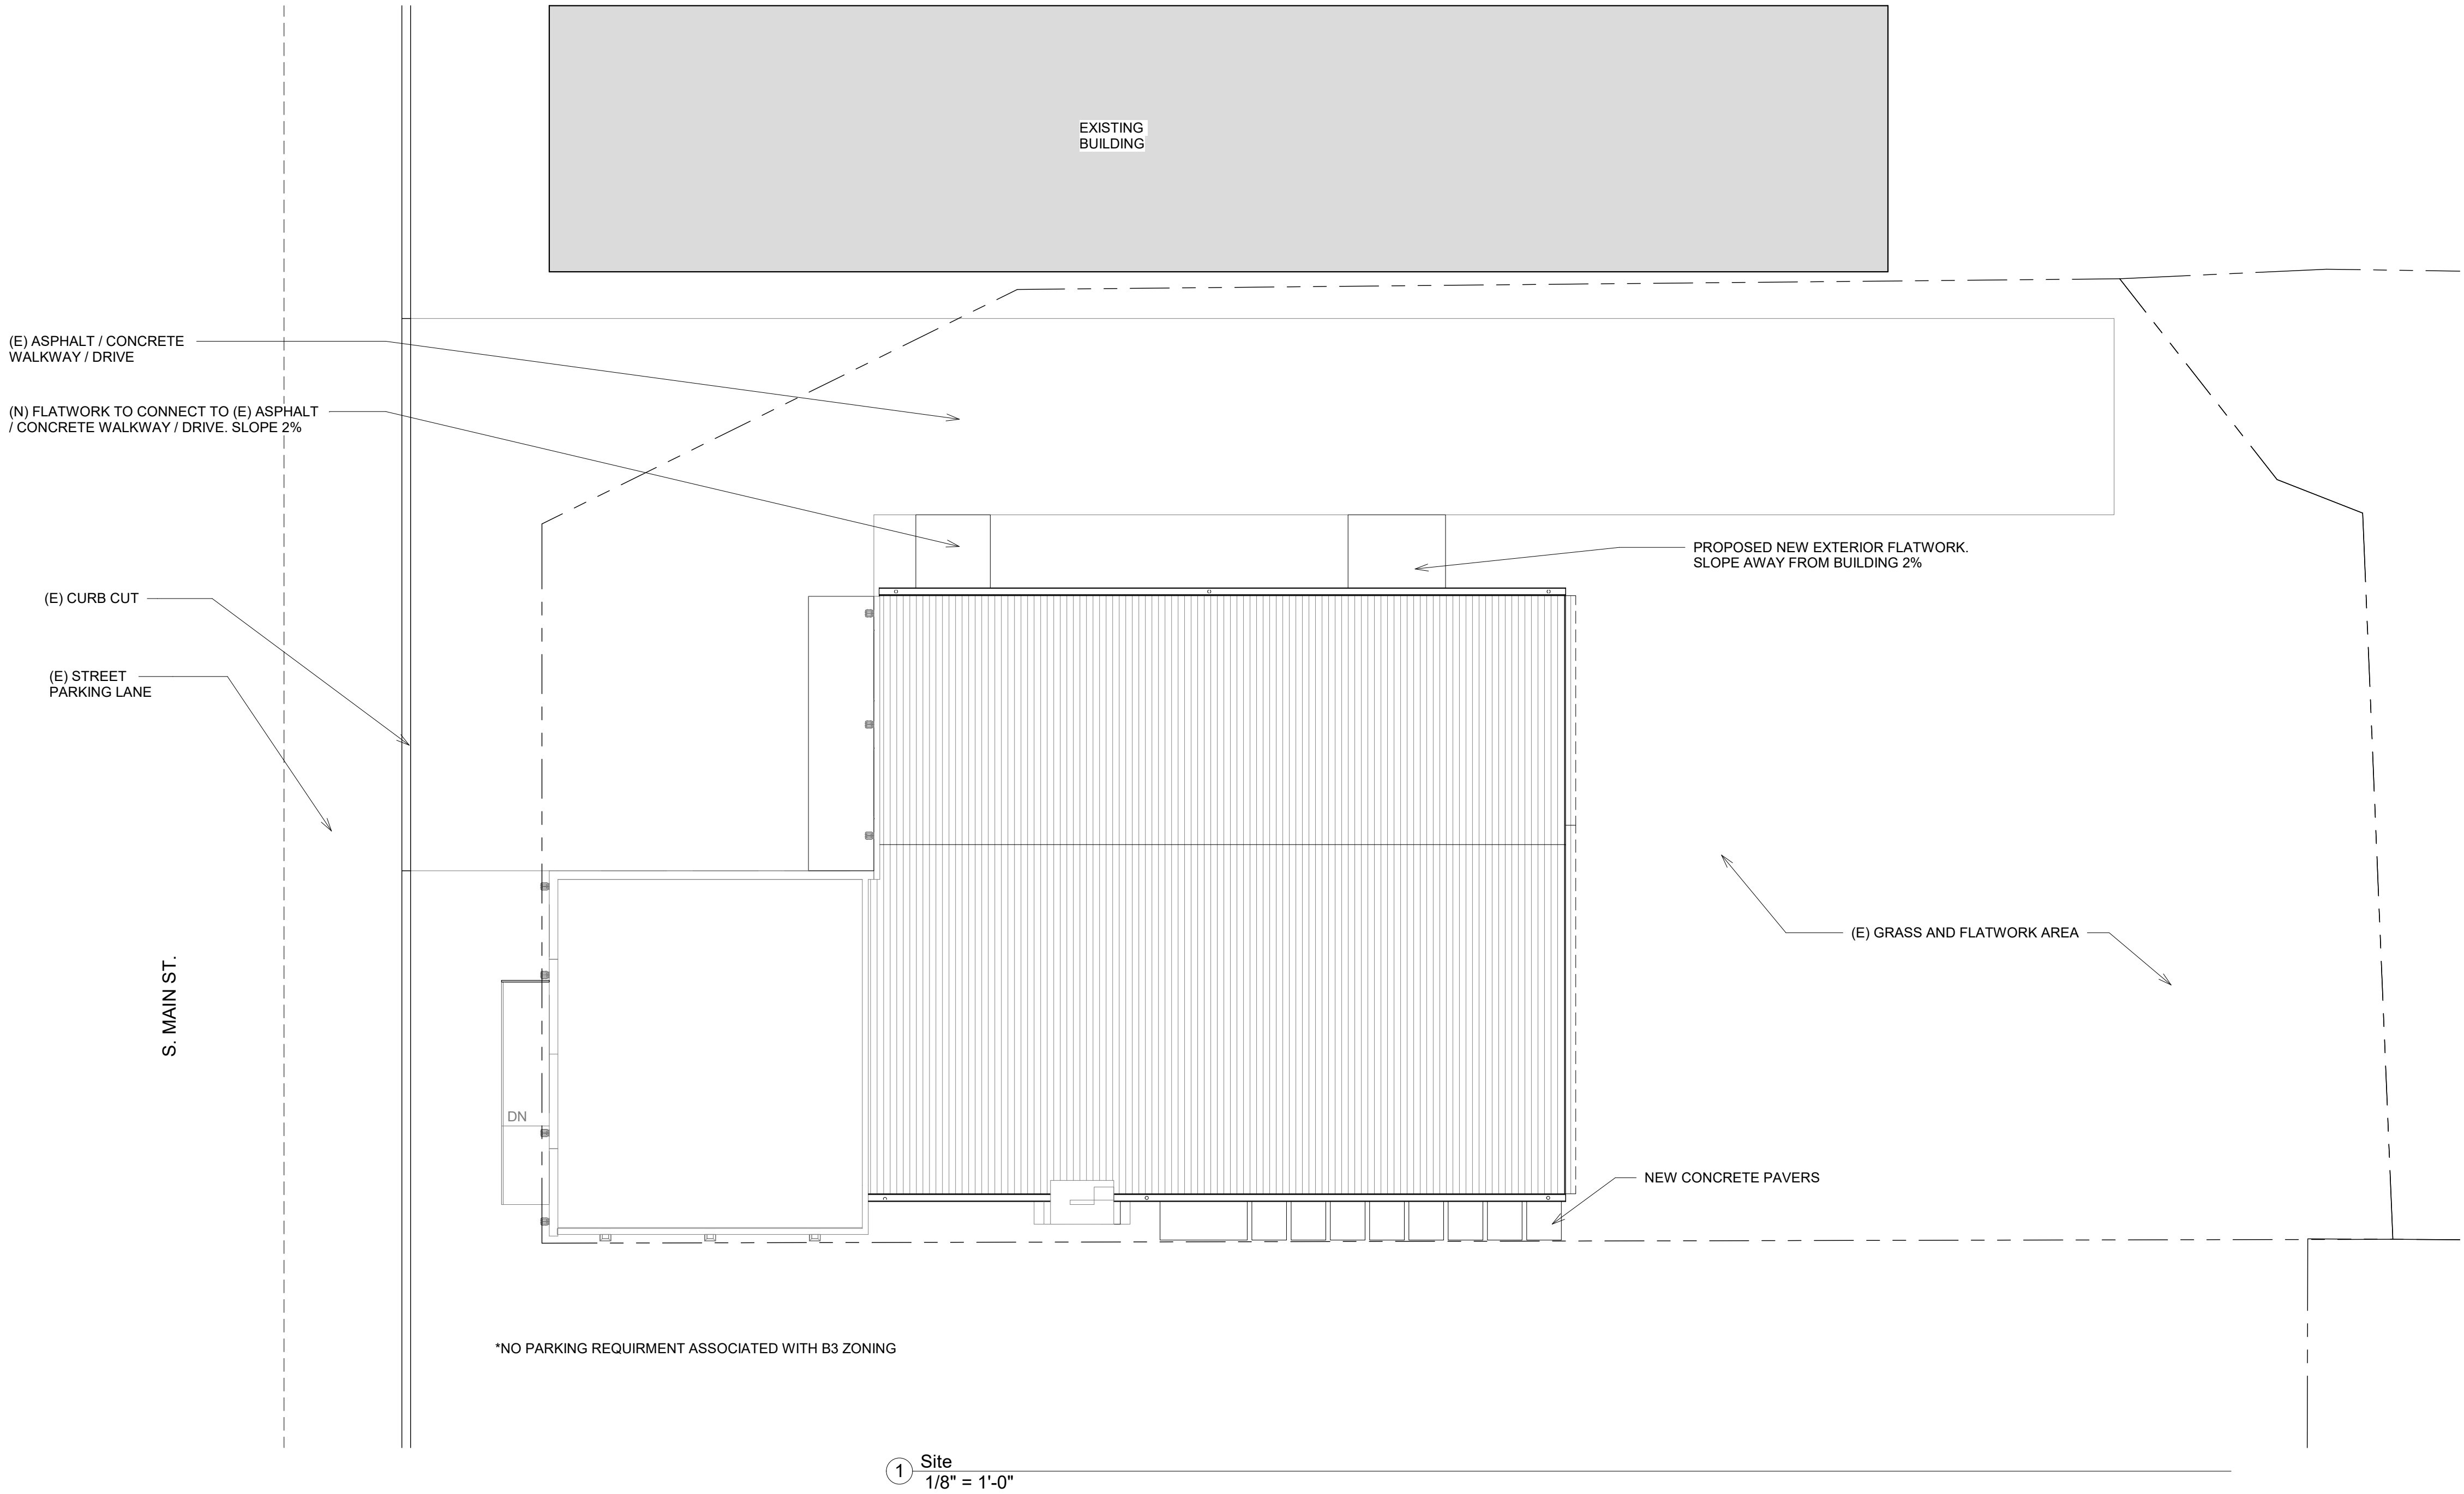 EXISTING
BUILDING
(E) ASPHALT / CONCRETE
WALKWAY / DRIVE
(N) FLATWORK TO CONNECT TO (E) ASPHALT
/ CONCRETE WALKWAY / DRIVE. SLOPE 2%
PROPOSED NEW EXTERIOR FLATWORK.
SLOPE AWAY FROM BUILDING 2%
(E) CURB CUT
(E) STREET
PARKING LANE
(E) GRASS AND FLATWORK AREA
S. MAIN ST.
DN
NEW CONCRETE PAVERS
*NO PARKING REQUIRMENT ASSOCIATED WITH B3 ZONING
1 Site
1/8" = 1'-0"